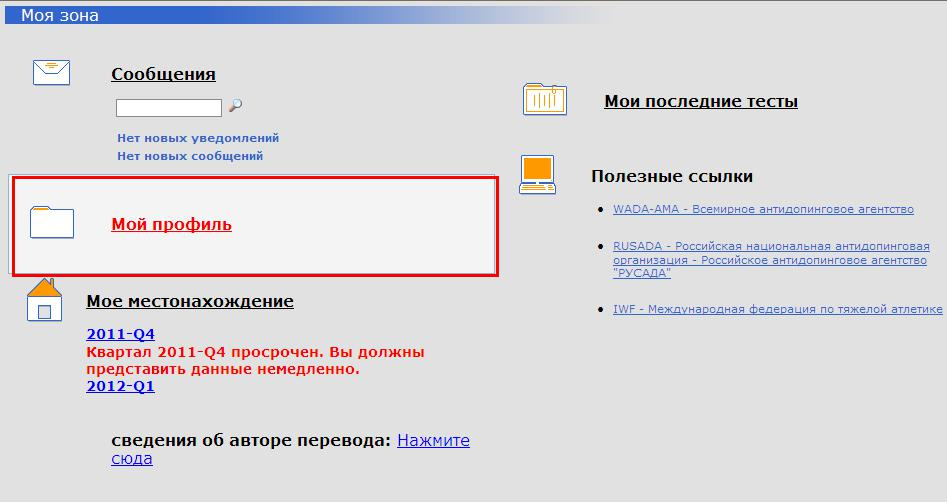 Моя зона
Сообщения
Нет новых уведомлений
Нет новых сообщений
Мой профиль
Мое местонахождение
2011-Q4
Квартал 2011-Q4 просрочен. Вы должны
представить данные немедленно.
2012-Q1
сведения об авторе перевода: Нажмите
сюда
Мои последние тесты
Полезные ссылки
WADA-AMA - Всемирное антидопинговое агентство
RUSADA - Российская национальная антидопинговая
организация - Российское антидопинговое агентство
"РУСАДА"
IWF - Международная федерация по тяжелой атлетике